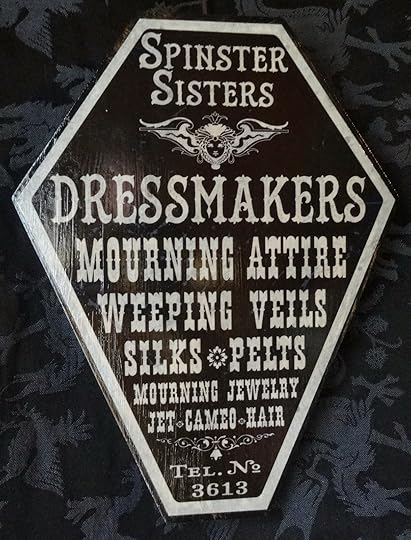 Spinster
Sisters
Dressmakers
Mourning Attire
Weeping Veils
Silks Pelts
Mourning Jewelry
Jet-Cameo-Hair
Tel. No
3613